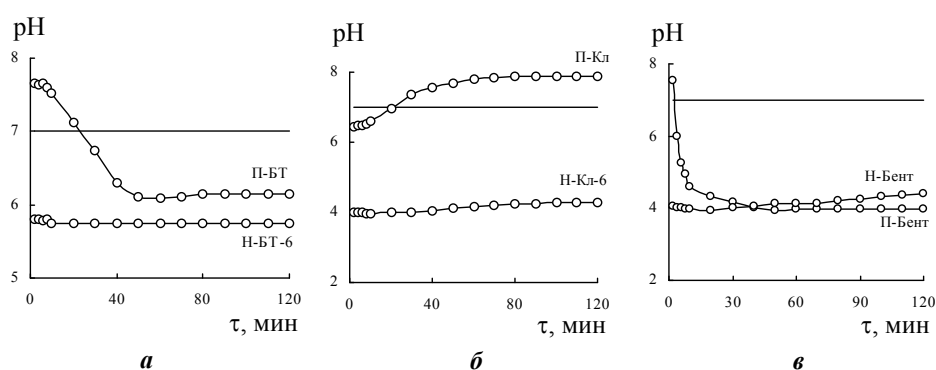 pH
8
7
6
5
0
40
80
120
П-БТ
Н-БТ-6
τ, мин
а
pH
8
6
4
2
0
40
80
120
П-Кл
Н-Кл-6
τ, мин
б
pH
8
6
4
2
0
30
60
90
120
Н-Бент
П-Бент
τ, мин
в